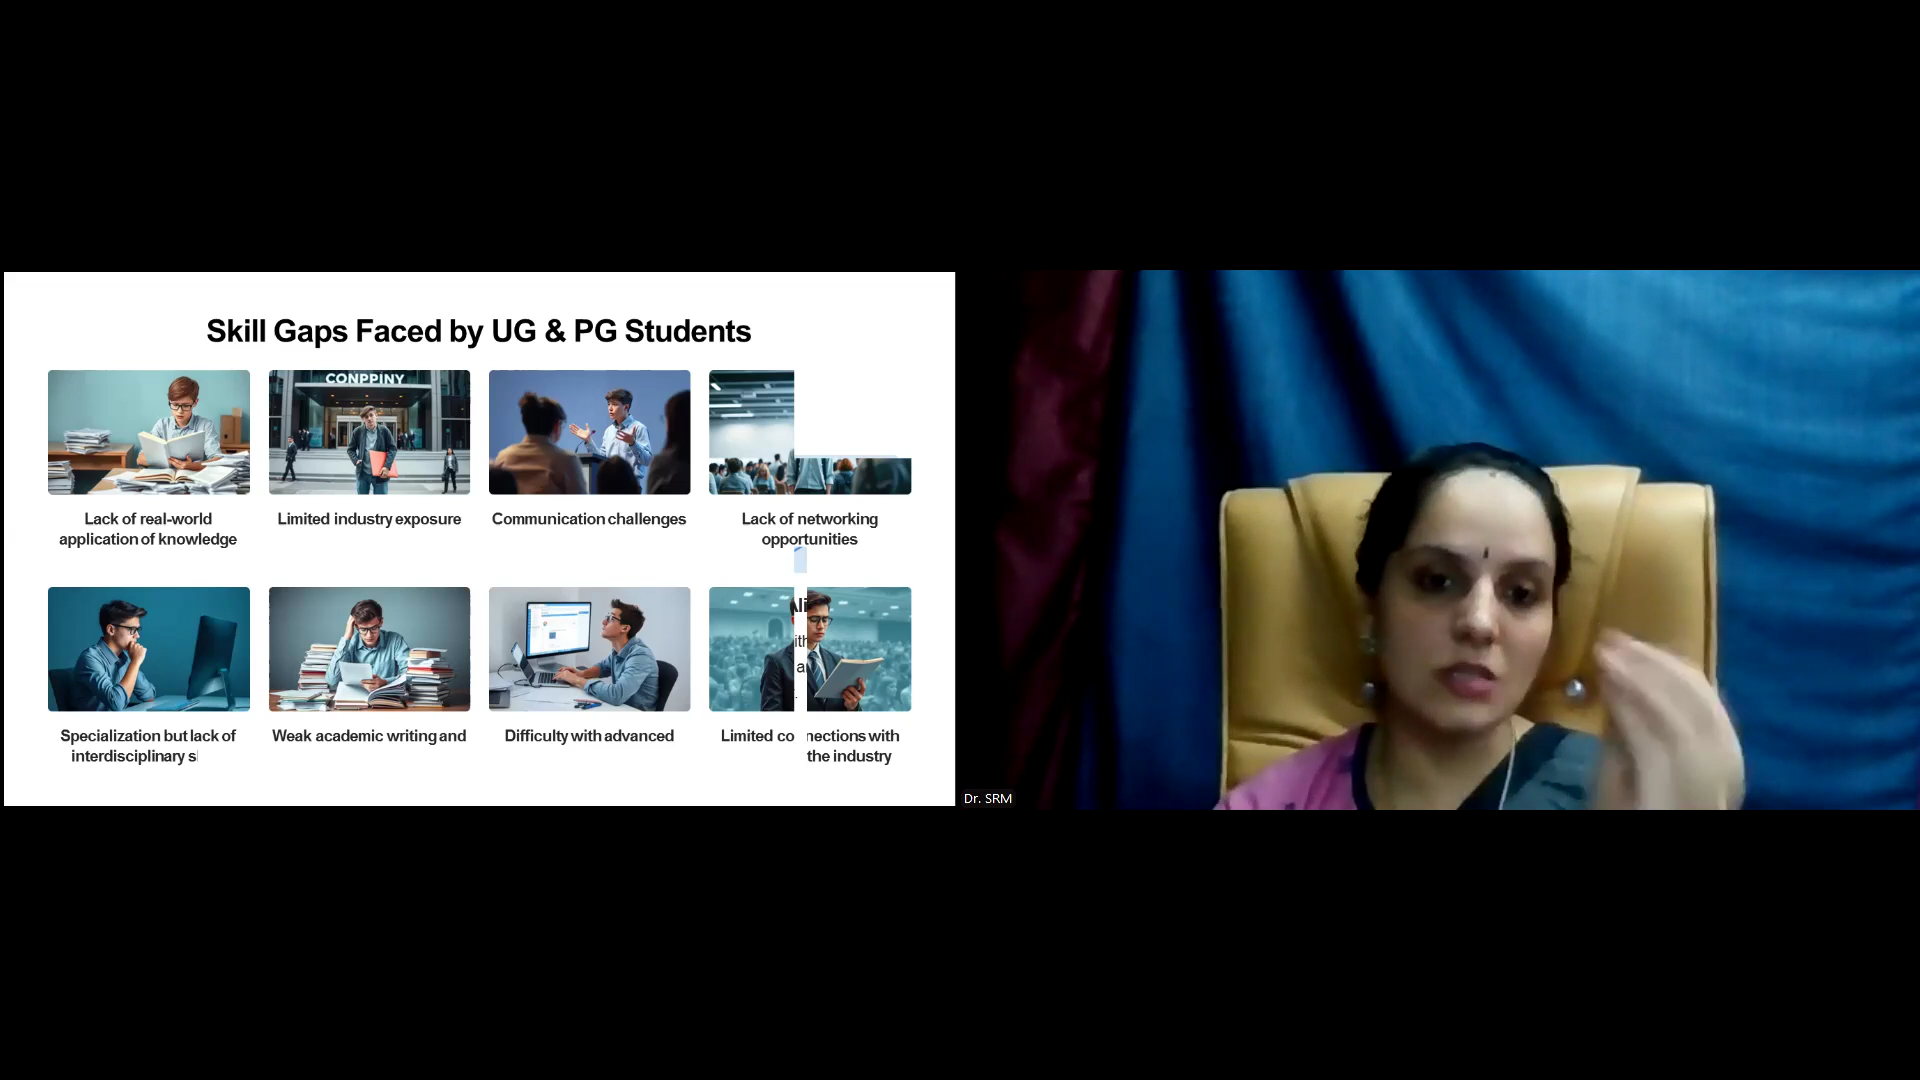 Skill Gaps Faced by UG & PG Students
CONPPINY
Lack of real-world
application of knowledge
Limited industry exposure
Communication challenges
Lack of networking
opportunities
Specialization but lack of
interdisciplinary
Weak academic writing and
Difficulty with advanced
Limited co nections with
the industry
Dr. SRM